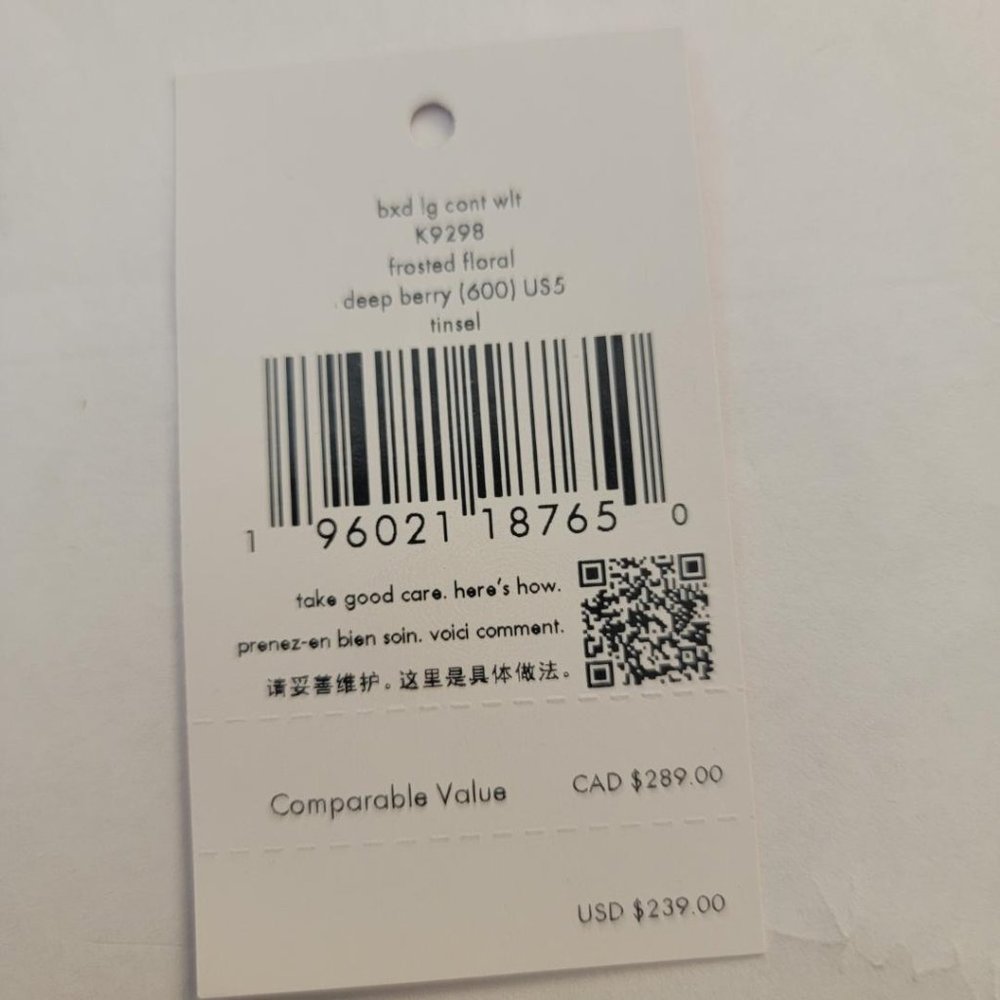 bxd lg cont wlt
K9298
frosted floral
deep berry (600) US5
tinsel
1 96021 18765 0
take good care. here's how.
prenez-en bien soin. voici comment.
请妥善维护。这里是具体做法。
Comparable Value CAD $289.00
USD $239.00